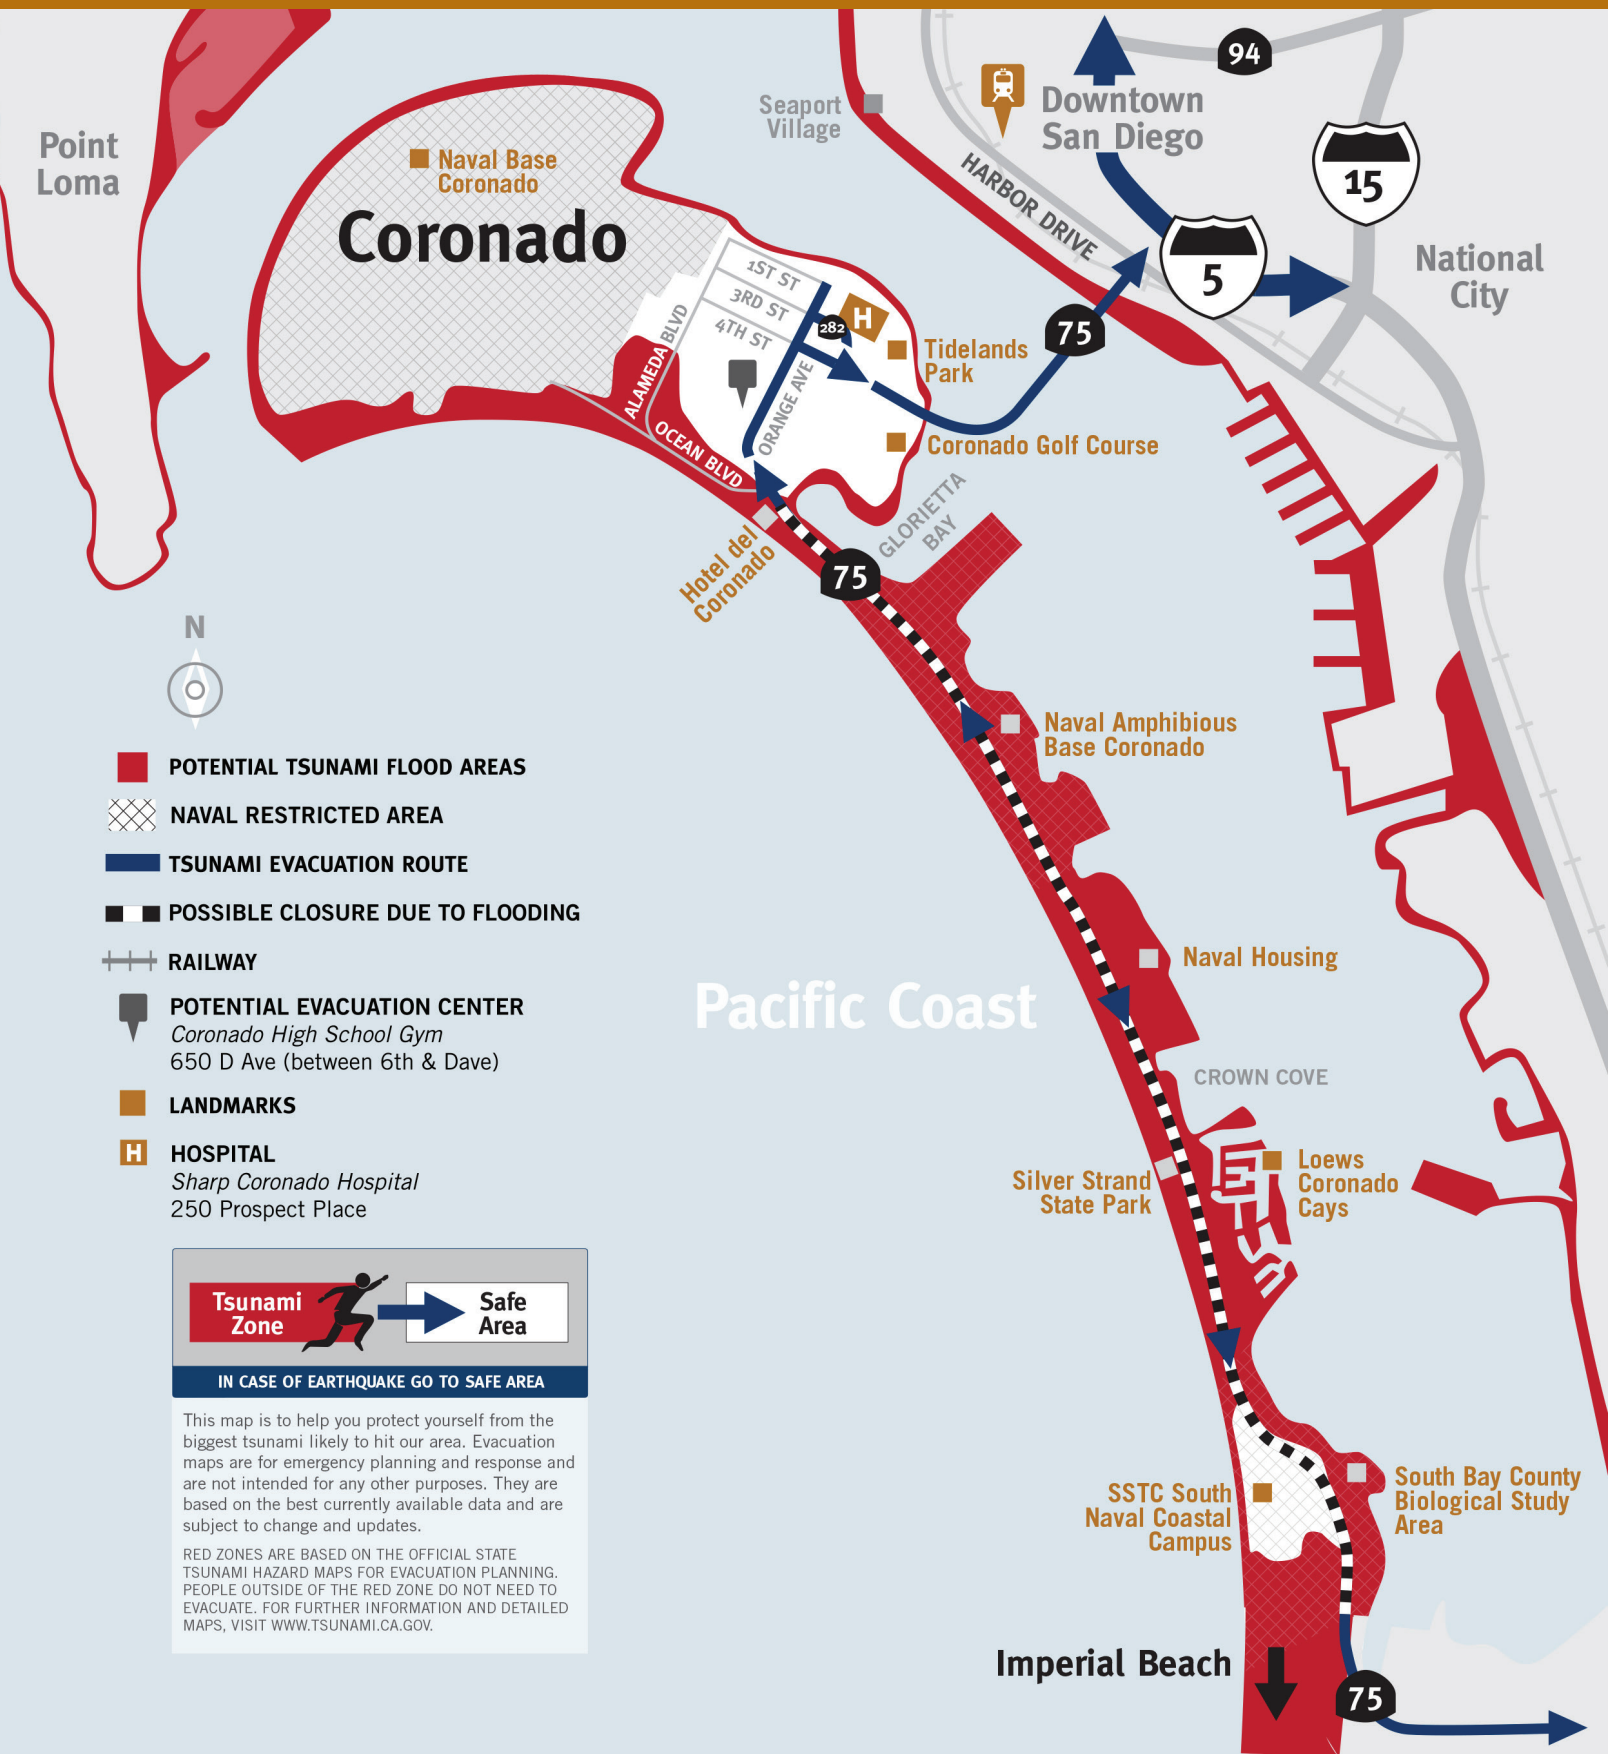 94
Downtown
San Diego
Seaport
Village
Point
Loma
Naval Base
Coronado
Coronado
HARBOR DRIVE
15
5
National
City
1ST ST
3RD ST
4TH ST
282
H
75
Tidelands
Park
ALAMEDA BLVD
ORANGE AVE
OCEAN BLVD
Coronado Golf Course
GLORIETTA
BAY
Hotel del
Coronado
75
N
Naval Amphibious
Base Coronado
POTENTIAL TSUNAMI FLOOD AREAS
NAVAL RESTRICTED AREA
TSUNAMI EVACUATION ROUTE
POSSIBLE CLOSURE DUE TO FLOODING
RAILWAY
POTENTIAL EVACUATION CENTER
Coronado High School Gym
650 D Ave (between 6th & Dave)
LANDMARKS
H
HOSPITAL
Sharp Coronado Hospital
250 Prospect Place
Naval Housing
Pacific Coast
CROWN COVE
Silver Strand
State Park
Loews
Coronado
Cays
Tsunami
Zone
Safe
Area
IN CASE OF EARTHQUAKE GO TO SAFE AREA
This map is to help you protect yourself from the
biggest tsunami likely to hit our area. Evacuation
maps are for emergency planning and response and
are not intended for any other purposes. They are
based on the best currently available data and are
subject to change and updates.
RED ZONES ARE BASED ON THE OFFICIAL STATE
TSUNAMI HAZARD MAPS FOR EVACUATION PLANNING.
PEOPLE OUTSIDE OF THE RED ZONE DO NOT NEED TO
EVACUATE. FOR FURTHER INFORMATION AND DETAILED
MAPS, VISIT WWW.TSUNAMI.CA.GOV.
SSTC South
Naval Coastal
Campus
South Bay County
Biological Study
Area
Imperial Beach
75